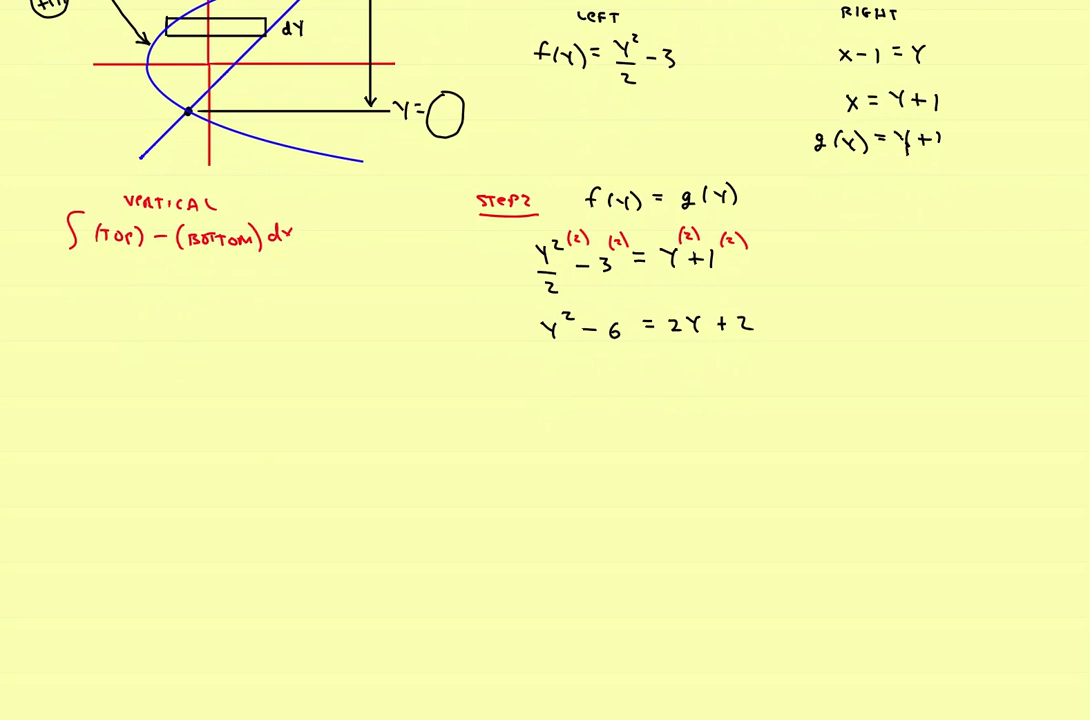 dY
Y =
LEFT
f(y) = y²/2 - 3
RIGHT
x - 1 = Y
x = Y + 1
g(x) = Y + 1
VERTICAL
∫ (TOP) - (BOTTOM) dx
STEP 2
f(y) = g(y)
y²/2 (2) - 3 (2) = Y (2) + 1 (2)
y² - 6 = 2Y + 2